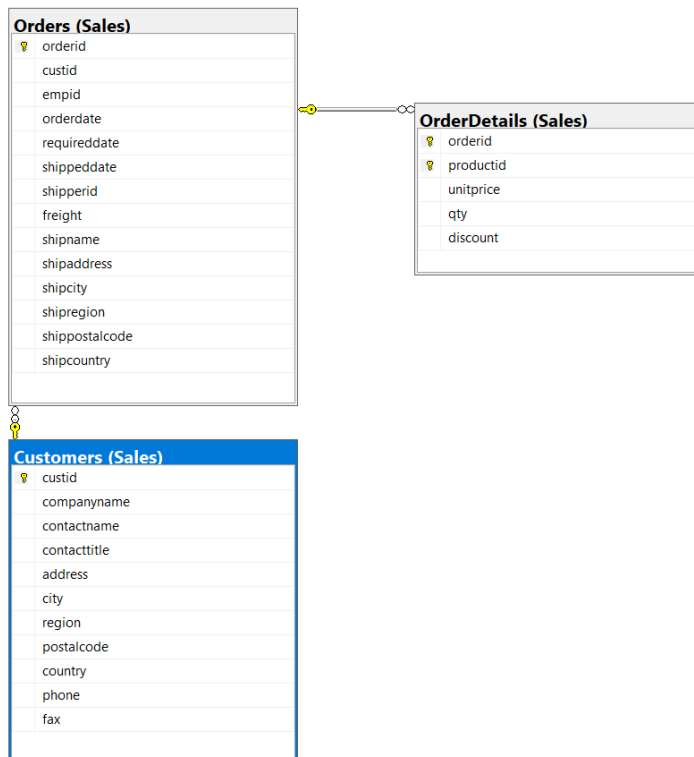 Orders (Sales)
orderid
custid
empid
orderdate
requireddate
shippeddate
shipperid
freight
shipname
shipaddress
shipcity
shipregion
shippostalcode
shipcountry
OrderDetails (Sales)
orderid
productid
unitprice
qty
discount
Customers (Sales)
custid
companyname
contactname
contacttitle
address
city
region
postalcode
country
phone
fax